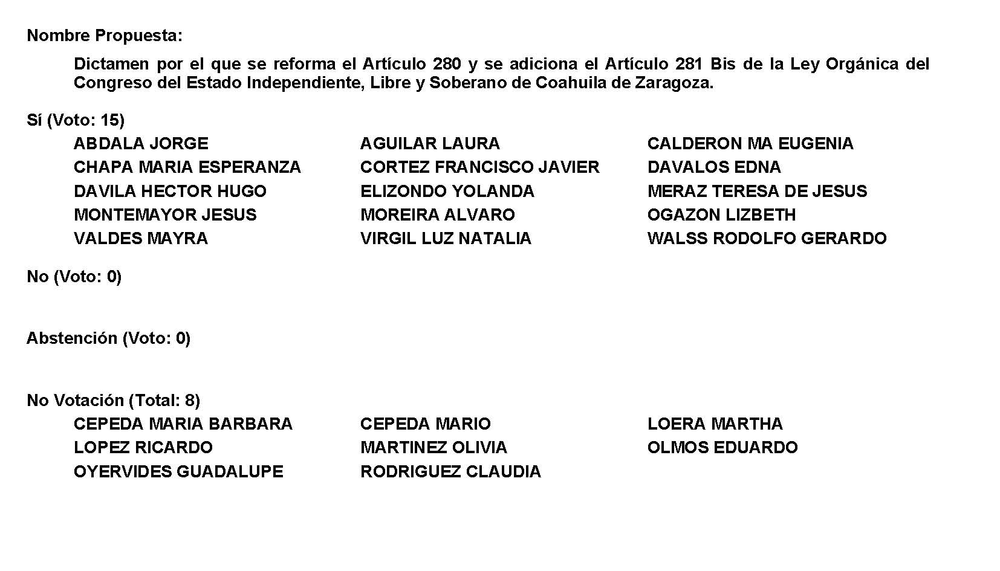 Nombre Propuesta:
Dictamen por el que se reforma el Artículo 280 y se adiciona el Artículo 281 Bis de la Ley Orgánica del
Congreso del Estado Independiente, Libre y Soberano de Coahuila de Zaragoza.
Sí (Voto: 15)
ABDALA JORGE AGUILAR LAURA CALDERON MA EUGENIA
CHAPA MARIA ESPERANZA CORTEZ FRANCISCO JAVIER DAVALOS EDNA
DAVILA HECTOR HUGO ELIZONDO YOLANDA MERAZ TERESA DE JESUS
MONTEMAYOR JESUS MOREIRA ALVARO OGAZON LIZBETH
VALDES MAYRA VIRGIL LUZ NATALIA WALSS RODOLFO GERARDO
No (Voto: 0)
Abstención (Voto: 0)
No Votación (Total: 8)
CEPEDA MARIA BARBARA CEPEDA MARIO LOERA MARTHA
LOPEZ RICARDO MARTINEZ OLIVIA OLMOS EDUARDO
OYERVIDES GUADALUPE RODRIGUEZ CLAUDIA